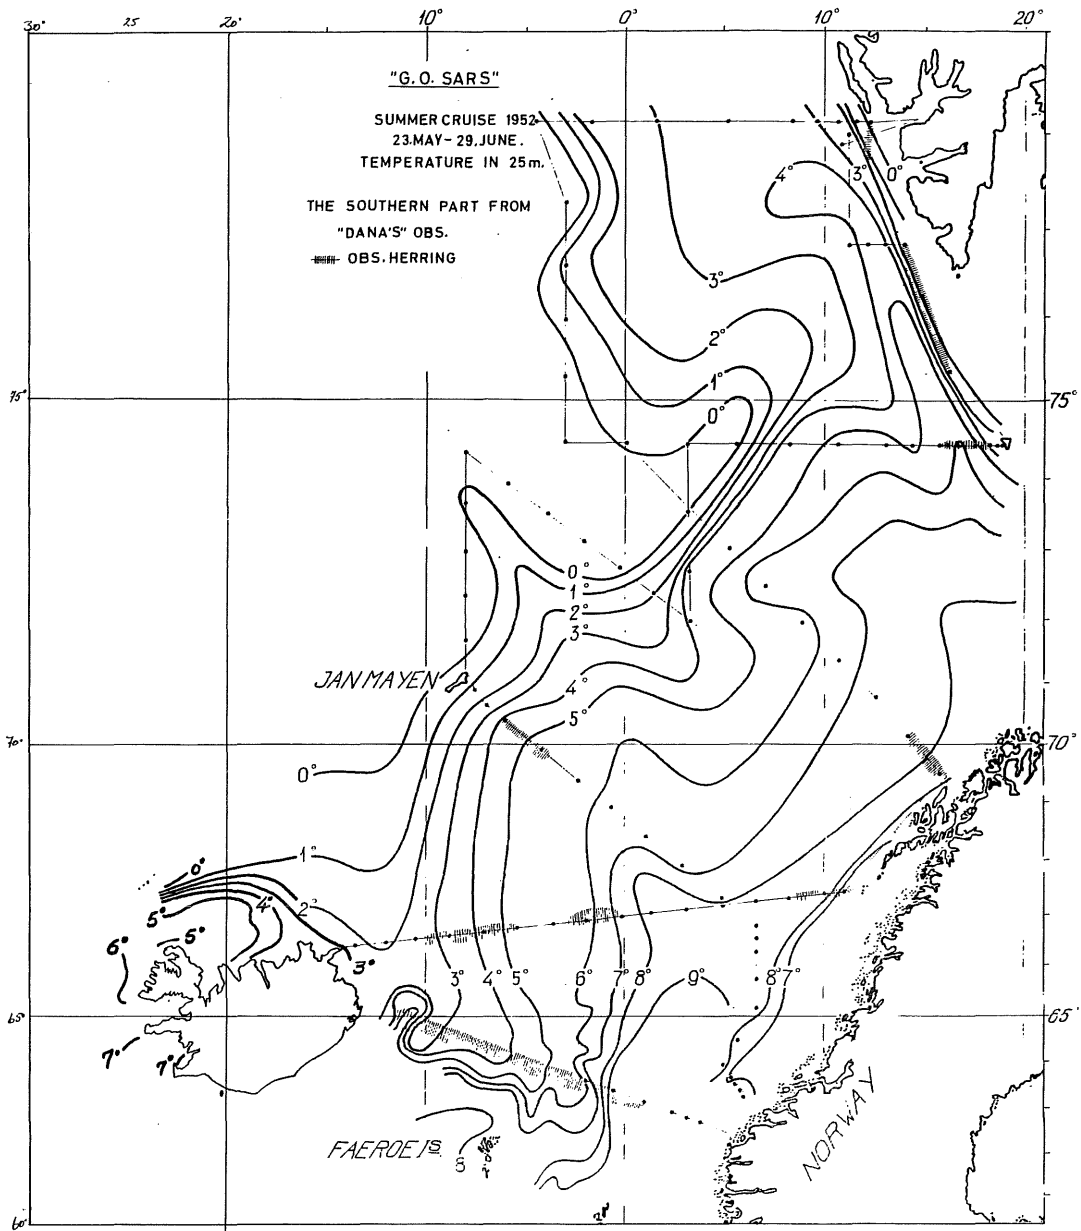 30° 25 20° 10° 0° 10° 20°
"G.O. SARS"
SUMMER CRUISE 1952
23.MAY-29.JUNE.
TEMPERATURE IN 25m.
THE SOUTHERN PART FROM
"DANA'S" OBS.
OBS.HERRING
4° 3° 0°
3°
2°
1°
75° 75°
0°
0°
1°
2°
3°
JAN MAYEN
4°
5°
70° 70°
0°
1°
0°
5° 4° 2°
6° 5° 3°
3° 4° 5° 6° 7° 8° 9° 8° 7°
65° 65°
7° 7°
NORWAY
FAEROE IS
8
60°